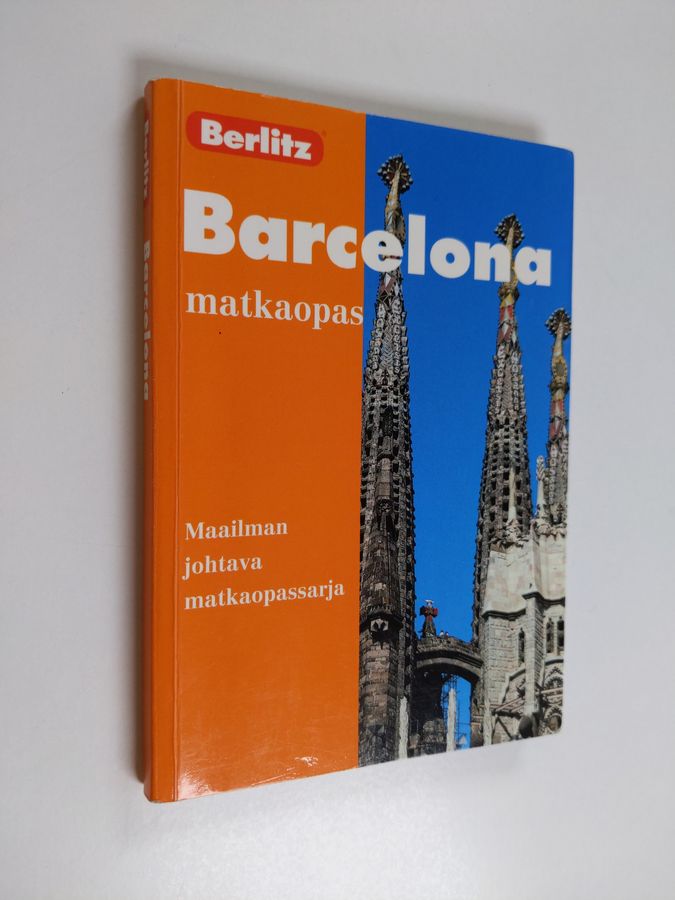 Berlitz
Barcelona
matkaopas
Maailman
johtava
matkaopassarja
Berlitz Barcelona